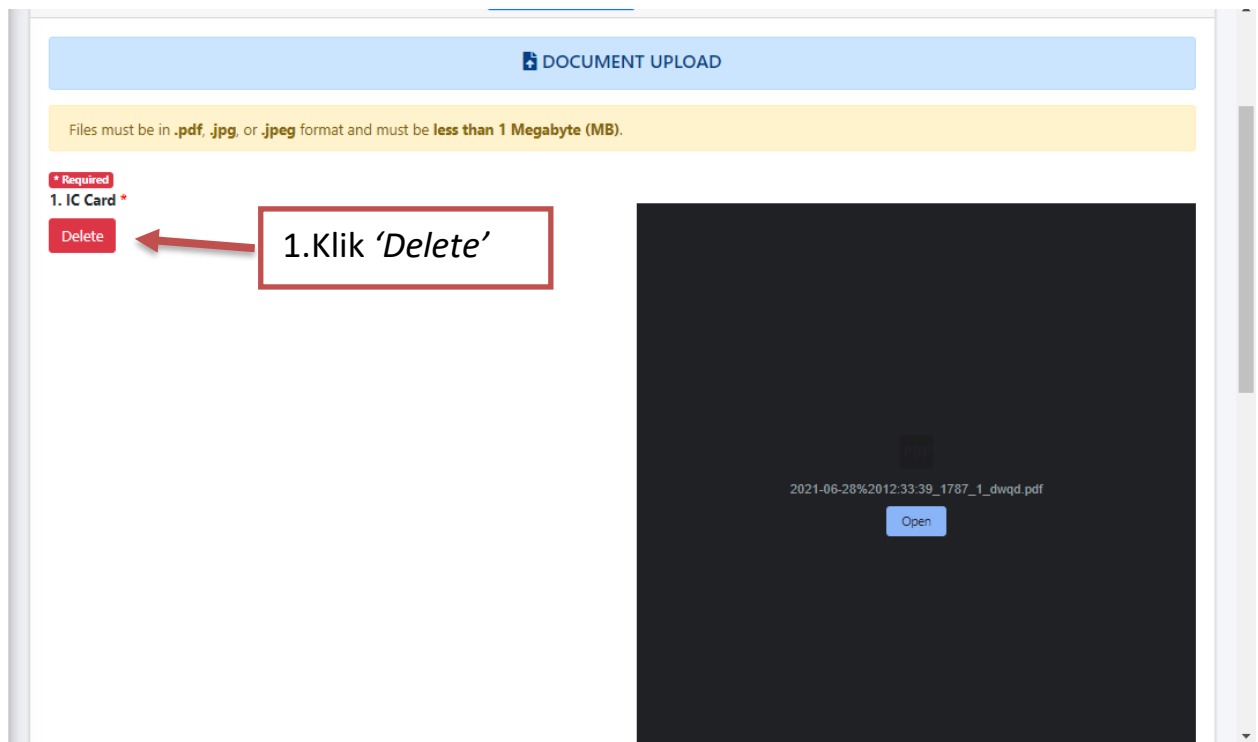 DOCUMENT UPLOAD
Files must be in .pdf, .jpg, or .jpeg format and must be less than 1 Megabyte (MB).
* Required
1. IC Card *
Delete
1.Klik ‘Delete’
2021-06-28%2012:33:39_1787_1_dwqd.pdf
Open